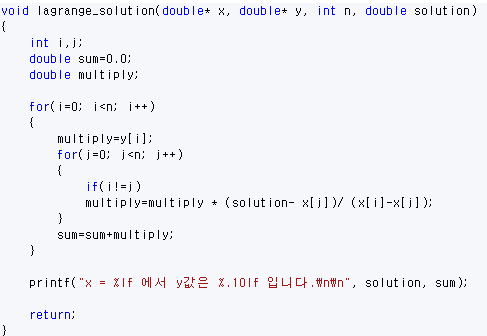 void lagrange_solution(double* x, double* y, int n, double solution)
{
    int i,j;
    double sum=0.0;
    double multiply;

    for(i=0; i<n; i++)
    {
        multiply=y[i];
        for(j=0; j<n; j++)
        {
            if(i!=j)
            multiply=multiply * (solution- x[j])/ (x[i]-x[j]);
        }
        sum=sum+multiply;
    }

    printf("x = %lf 에서 y값은 %.10lf 입니다.₩n₩n", solution, sum);

    return;
}